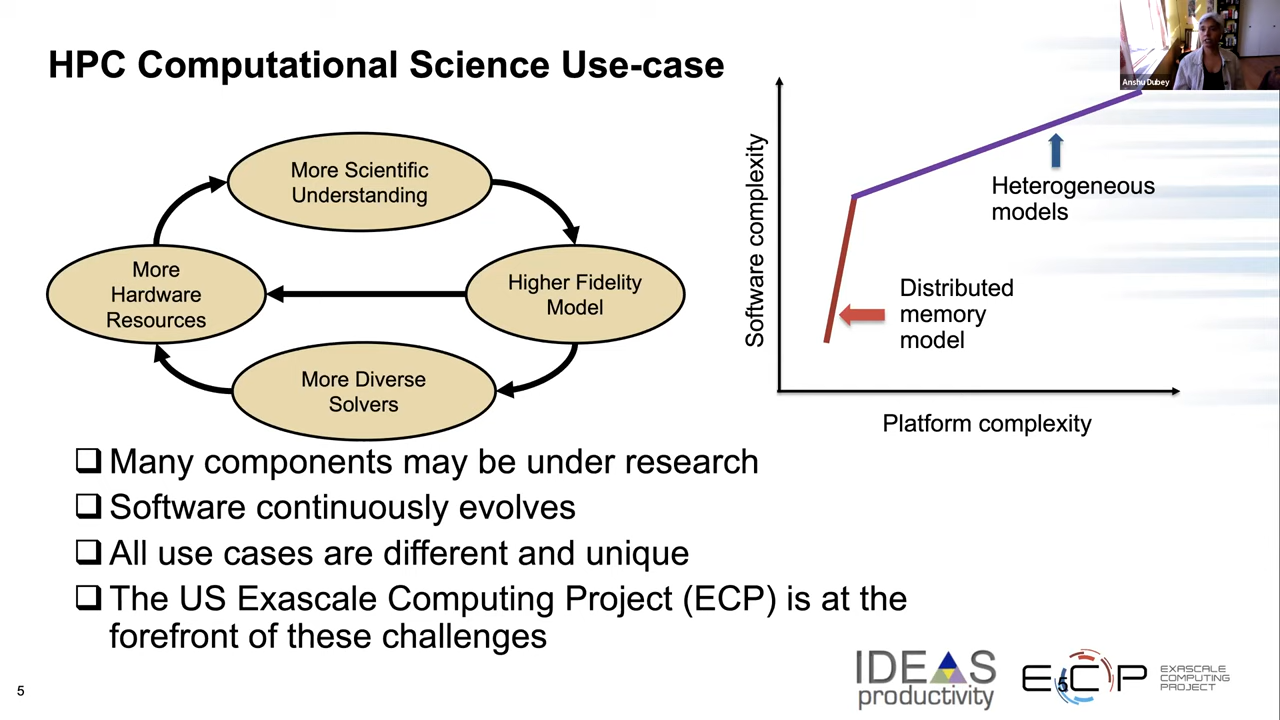 HPC Computational Science Use-case
Anshu Dubey
More Scientific
Understanding
More
Hardware
Resources
Higher Fidelity
Model
More Diverse
Solvers
Software complexity
Heterogeneous
models
Distributed
memory
model
Platform complexity
❑ Many components may be under research
❑ Software continuously evolves
❑ All use cases are different and unique
❑ The US Exascale Computing Project (ECP) is at the
forefront of these challenges
5
IDEAS
productivity
ECP
5
EXASCALE
COMPUTING
PROJECT